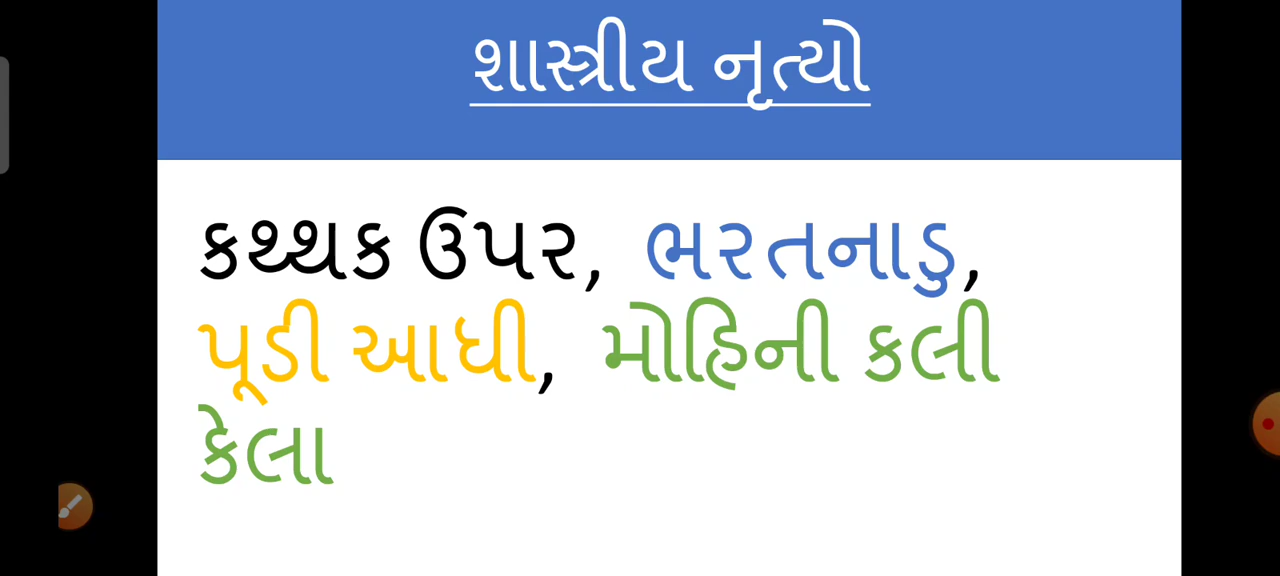 શાસ્ત્રીય નૃત્યો
કથ્થક ઉપર, ભરતનાડુ,
પૂડી આધી, મોહિની કલી
કેલા